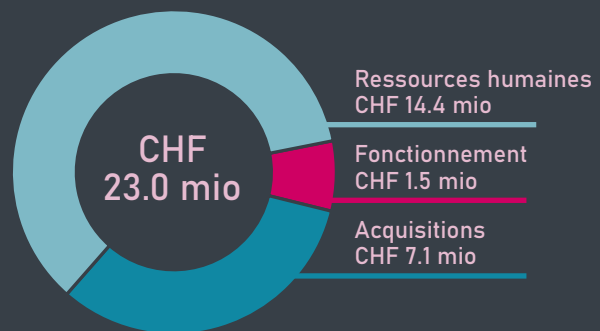 CHF
23.0 mio
Ressources humaines
CHF 14.4 mio
Fonctionnement
CHF 1.5 mio
Acquisitions
CHF 7.1 mio